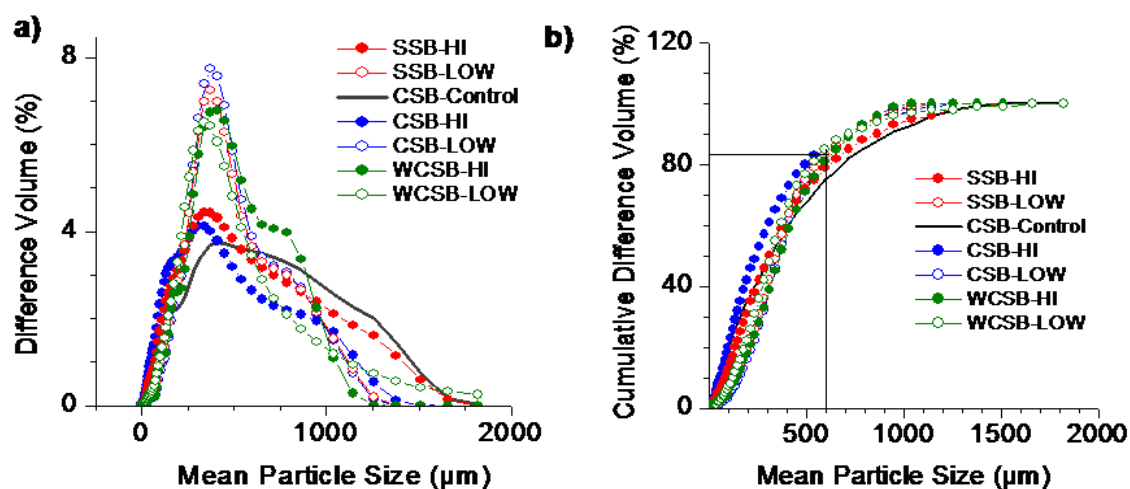 a)
8
4
0
Difference Volume (%)
0
1000
2000
Mean Particle Size (µm)
SSB-HI
SSB-LOW
CSB-Control
CSB-HI
CSB-LOW
WCSB-HI
WCSB-LOW
b)
120
80
40
0
Cumulative Difference Volume (%)
500
1000
1500
2000
Mean Particle Size (µm)
SSB-HI
SSB-LOW
CSB-Control
CSB-HI
CSB-LOW
WCSB-HI
WCSB-LOW